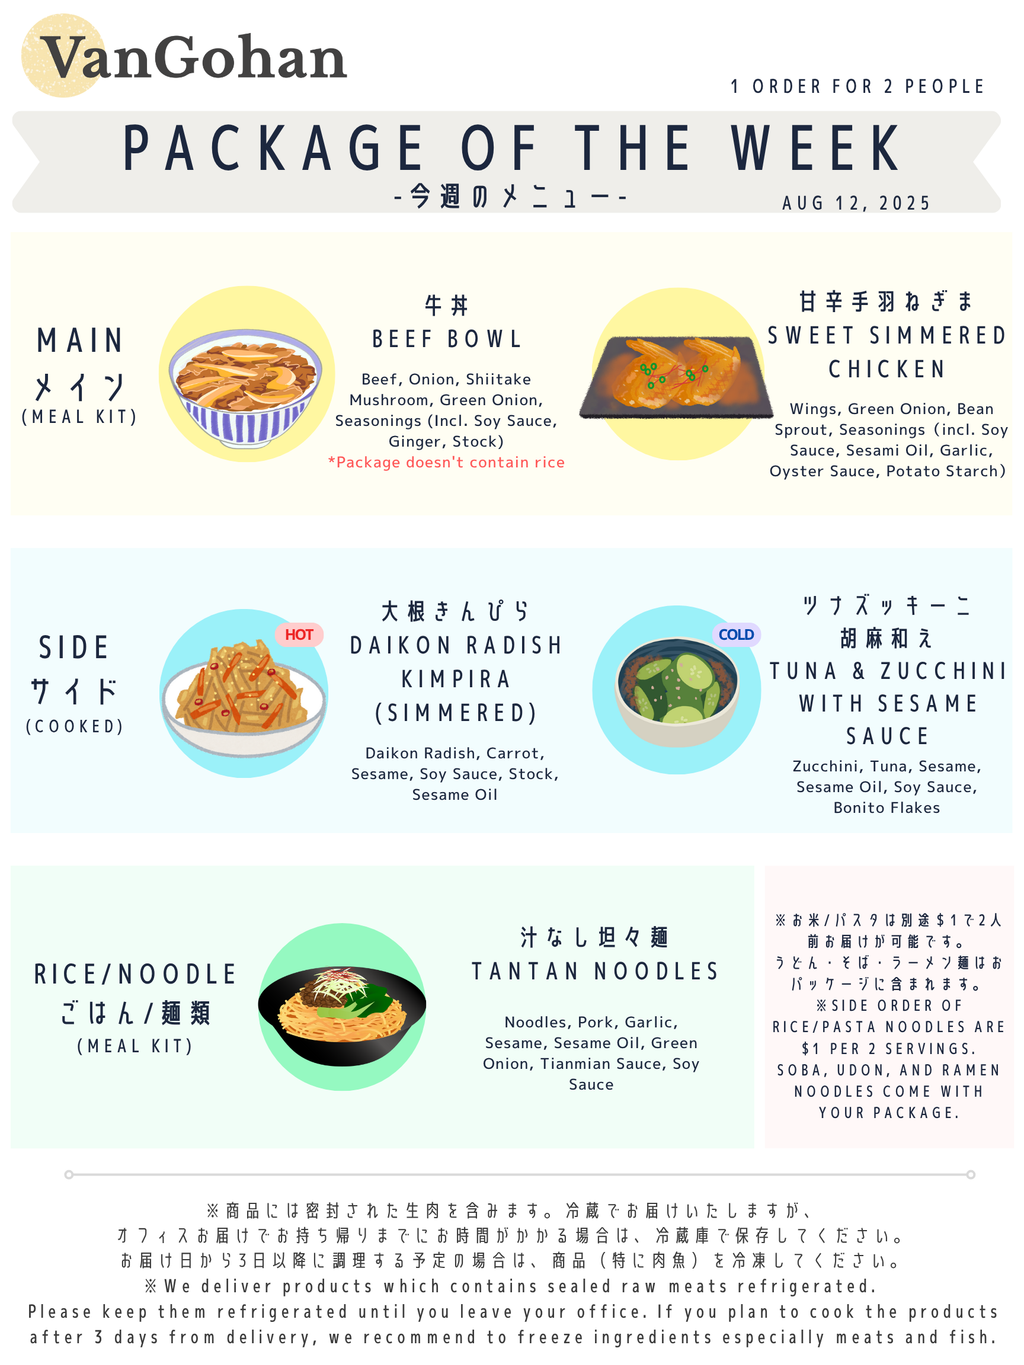 VanGohan
1 ORDER FOR 2 PEOPLE
PACKAGE OF THE WEEK
-今週のメニュー-
AUG 12, 2025
MAIN
メイン
(MEAL KIT)
牛丼
BEEF BOWL
Beef, Onion, Shiitake
Mushroom, Green Onion,
Seasonings (Incl. Soy Sauce,
Ginger, Stock)
*Package doesn't contain rice
甘辛手羽ねぎま
SWEET SIMMERED
CHICKEN
Wings, Green Onion, Bean
Sprout, Seasonings (incl. Soy
Sauce, Sesami Oil, Garlic,
Oyster Sauce, Potato Starch)
SIDE
サイド
(COOKED)
HOT
大根きんぴら
DAIKON RADISH
KIMPIRA
(SIMMERED)
Daikon Radish, Carrot,
Sesame, Soy Sauce, Stock,
Sesame Oil
COLD
ツナズッキーニ
胡麻和え
TUNA & ZUCCHINI
WITH SESAME
SAUCE
Zucchini, Tuna, Sesame,
Sesame Oil, Soy Sauce,
Bonito Flakes
RICE/NOODLE
ごはん/麺類
(MEAL KIT)
汁なし坦々麺
TANTAN NOODLES
Noodles, Pork, Garlic,
Sesame, Sesame Oil, Green
Onion, Tianmian Sauce, Soy
Sauce
※お米/パスタは別途$1で2人
前お届けが可能です。
うどん・そば・ラーメン麺はお
パッケージに含まれます。
※SIDE ORDER OF
RICE/PASTA NOODLES ARE
$1 PER 2 SERVINGS.
SOBA, UDON, AND RAMEN
NOODLES COME WITH
YOUR PACKAGE.
※商品には密封された生肉を含みます。冷蔵でお届けいたしますが、
オフィスお届けでお持ち帰りまでにお時間がかかる場合は、冷蔵庫で保存してください。
お届け日から3日以降に調理する予定の場合は、商品（特に肉魚）を冷凍してください。
※We deliver products which contains sealed raw meats refrigerated.
Please keep them refrigerated until you leave your office. If you plan to cook the products
after 3 days from delivery, we recommend to freeze ingredients especially meats and fish.